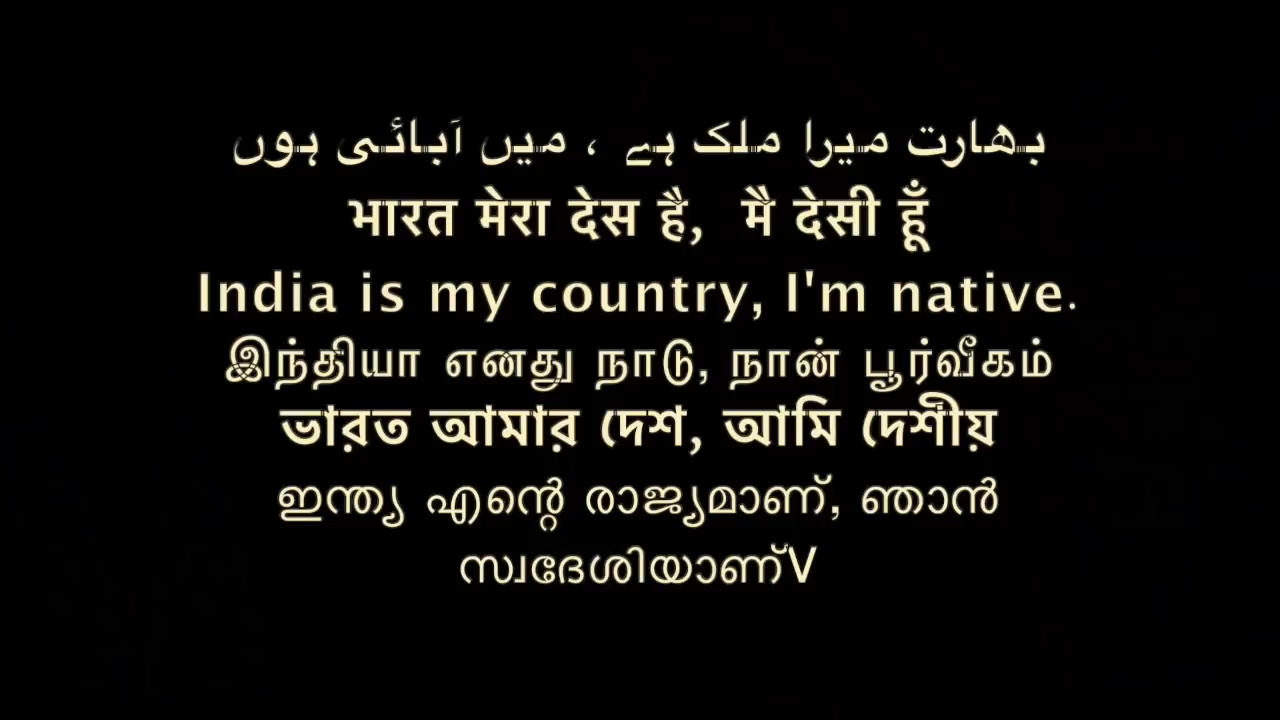 بھارت میرا ملک ہے ، میں آبائی ہوں
भारत मेरा देस है, मै देसी हूँ
India is my country, I'm native.
இந்தியா எனது நாடு, நான் பூர்வீகம்
ভারত আমার দেশ, আমি দেশীয়
ഇന്ത്യ എന്റെ രാജ്യമാണ്, ഞാൻ
സ്വദേശിയാണ്V